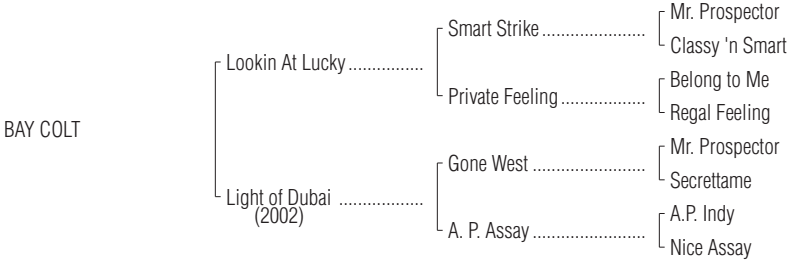 Mr. Prospector
Smart Strike ......................
Classy 'n Smart
Lookin At Lucky ................
Belong to Me
Private Feeling ..................
Regal Feeling
BAY COLT
Mr. Prospector
Gone West ........................
Secrettame
Light of Dubai ..................
(2002)
A.P. Indy
A. P. Assay ........................
Nice Assay